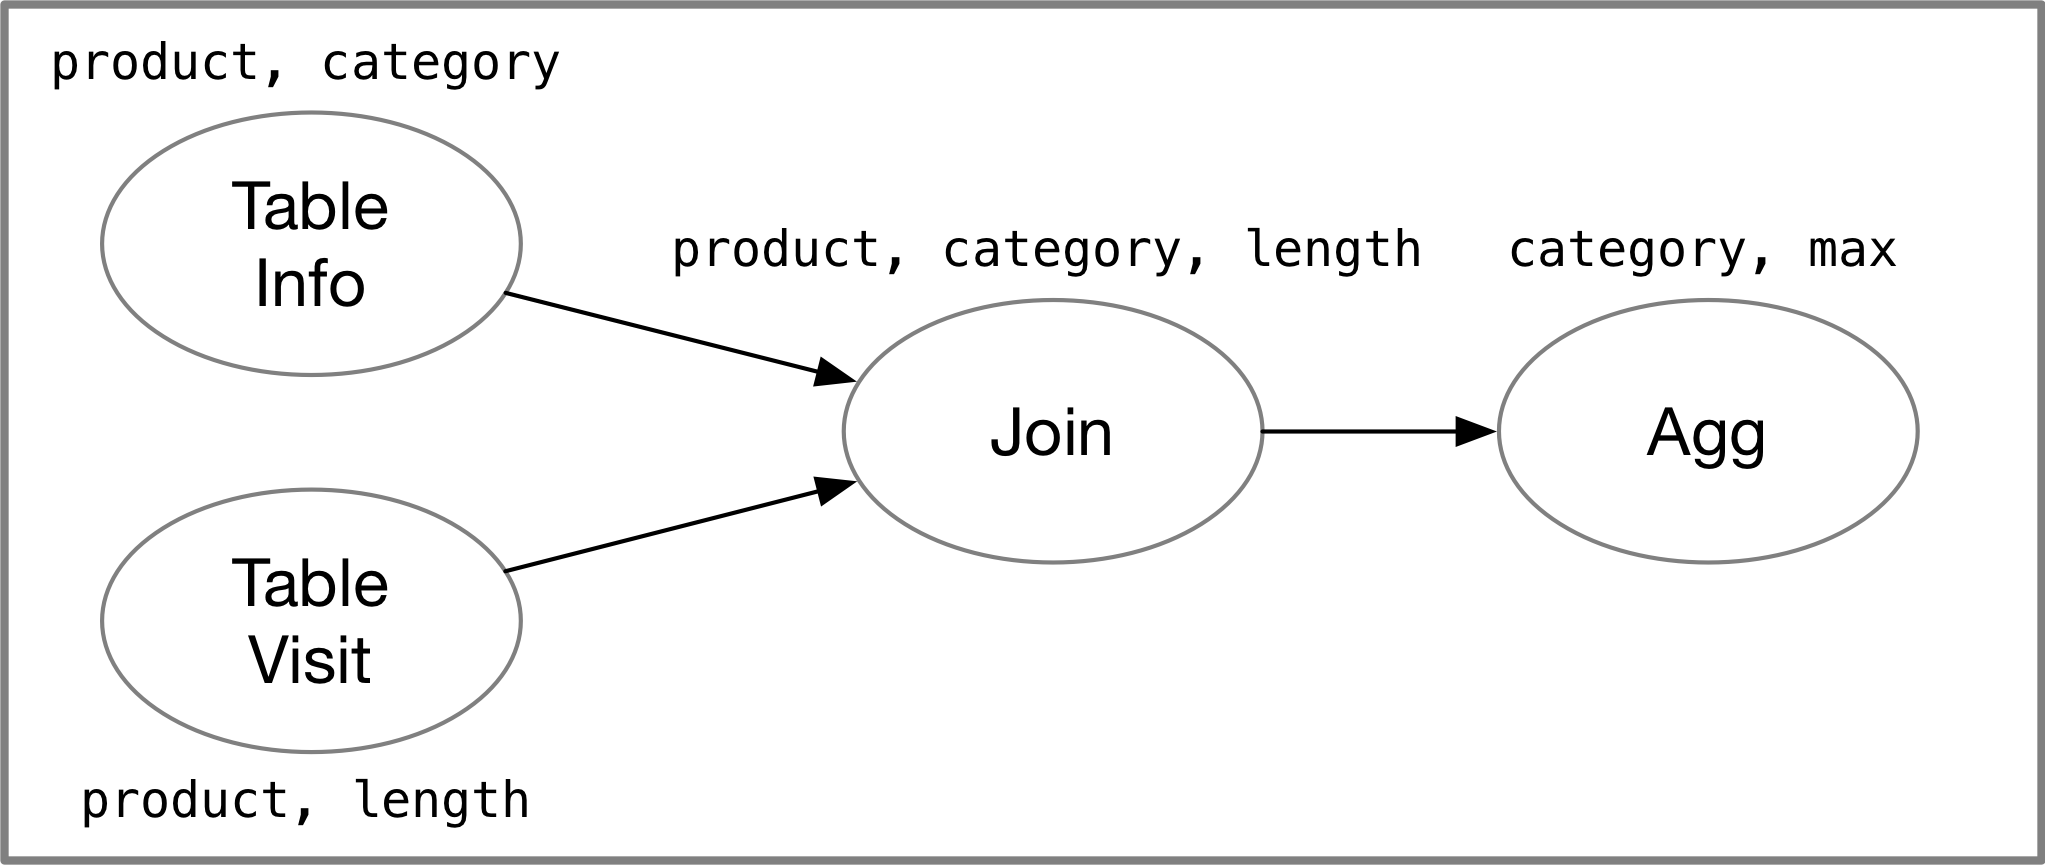 product, category
Table
Info
product, category, length
category, max
Join
Agg
Table
Visit
product, length